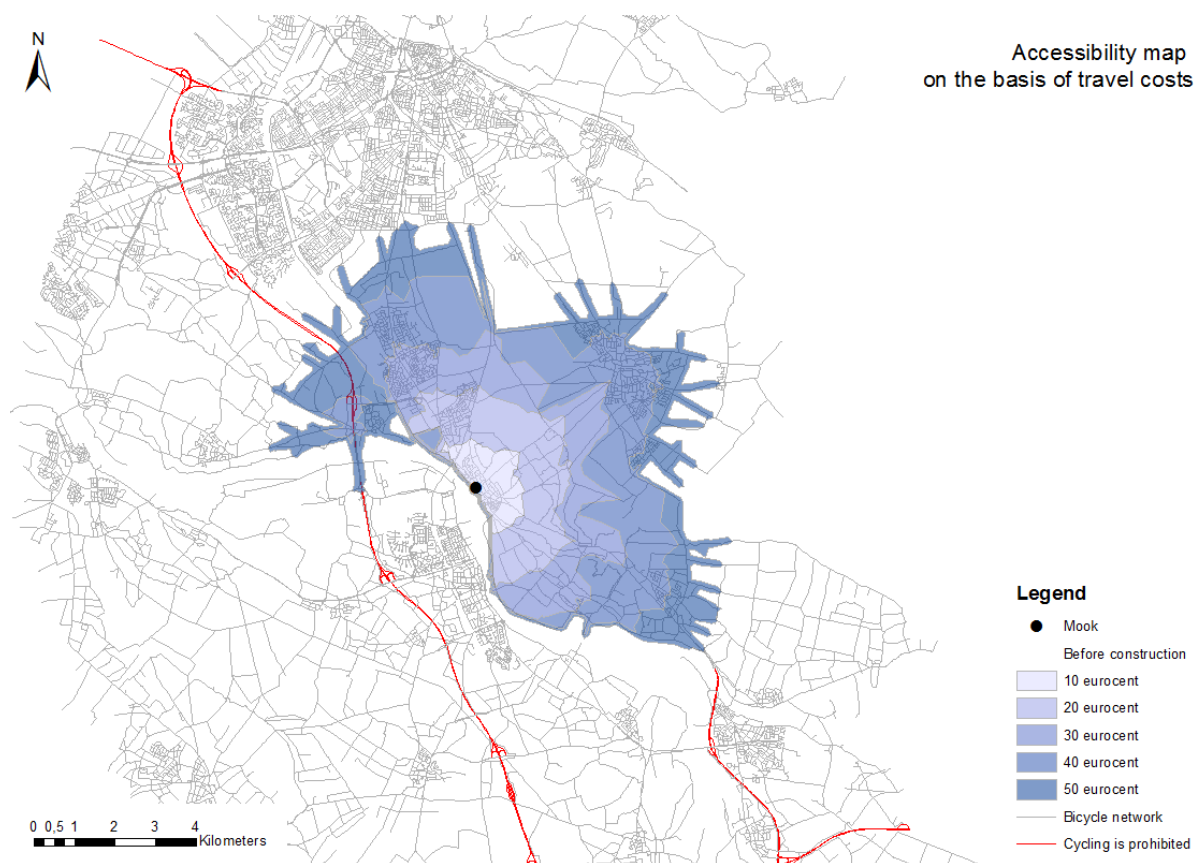 N
Accessibility map
on the basis of travel costs
Legend
Mook
Before construction
10 eurocent
20 eurocent
30 eurocent
40 eurocent
50 eurocent
Bicycle network
Cycling is prohibited
0 0,5 1 2 3 4
Kilometers